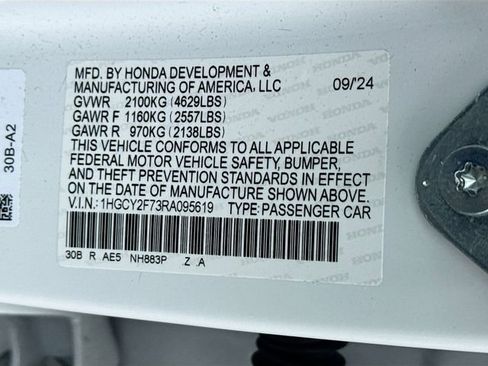 MFD. BY HONDA DEVELOPMENT &
MANUFACTURING OF AMERICA, LLC 09/'24
GVWR 2100KG (4629LBS)
GAWR F 1160KG (2557LBS)
GAWR R 970KG (2138LBS)
THIS VEHICLE CONFORMS TO ALL APPLICABLE
FEDERAL MOTOR VEHICLE SAFETY, BUMPER,
AND THEFT PREVENTION STANDARDS IN EFFECT
ON THE DATE OF MANUFACTURE SHOWN ABOVE.
V.I.N.: 1HGCY2F73RA095619 TYPE:PASSENGER CAR
30B R AE5 NH883P Z .A
30B-A2
HONDA